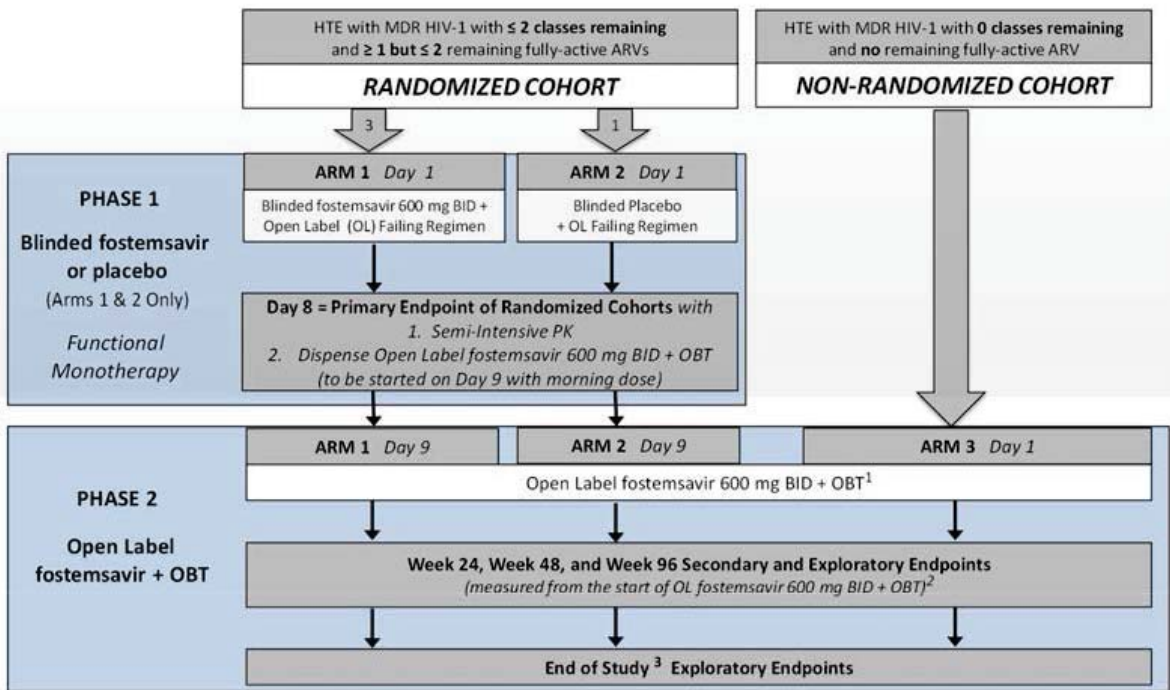 HTE with MDR HIV-1 with ≤ 2 classes remaining
and ≥ 1 but ≤ 2 remaining fully-active ARVs
RANDOMIZED COHORT
HTE with MDR HIV-1 with 0 classes remaining
and no remaining fully-active ARV
NON-RANDOMIZED COHORT
3
1
PHASE 1
Blinded fostemsavir
or placebo
(Arms 1 & 2 Only)
Functional
Monotherapy
ARM 1 Day 1
Blinded fostemsavir 600 mg BID +
Open Label (OL) Failing Regimen
ARM 2 Day 1
Blinded Placebo
+ OL Failing Regimen
Day 8 = Primary Endpoint of Randomized Cohorts with
1. Semi-Intensive PK
2. Dispense Open Label fostemsavir 600 mg BID + OBT
(to be started on Day 9 with morning dose)
PHASE 2
Open Label
fostemsavir + OBT
ARM 1 Day 9
ARM 2 Day 9
ARM 3 Day 1
Open Label fostemsavir 600 mg BID + OBT¹
Week 24, Week 48, and Week 96 Secondary and Exploratory Endpoints
(measured from the start of OL fostemsavir 600 mg BID + OBT)²
End of Study ³ Exploratory Endpoints